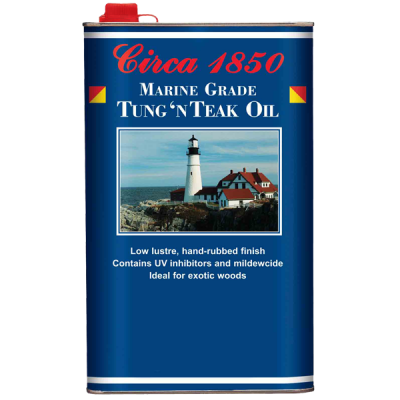 Circa 1850
MARINE GRADE
TUNG 'N TEAK OIL
Low lustre, hand-rubbed finish
Contains UV inhibitors and mildewcide
Ideal for exotic woods